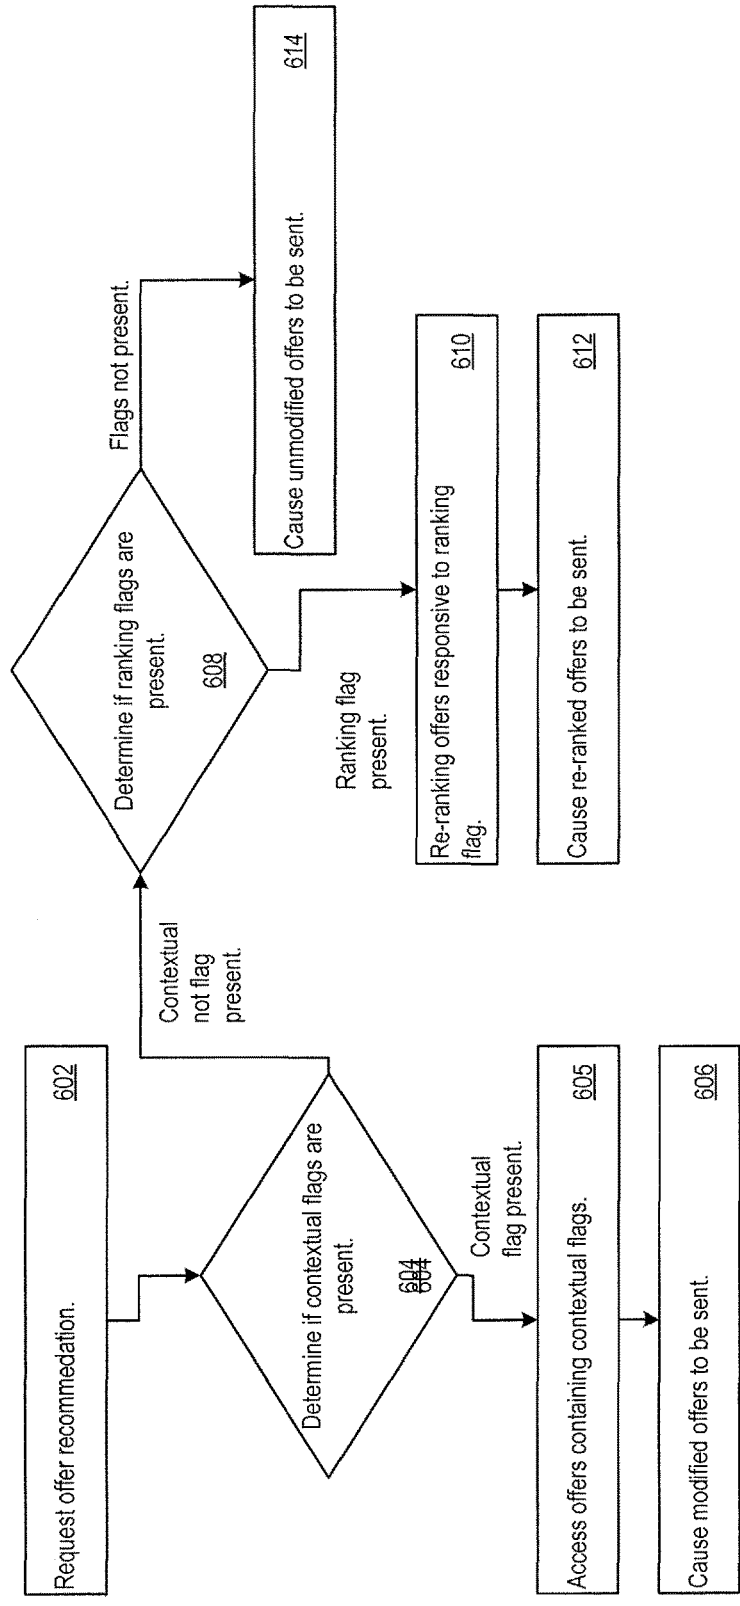 Request offer recommedation.
602
Determine if contextual flags are
present.
604
604
Contextual
not flag
present.
Contextual
flag present.
Access offers containing contextual flags.
605
Cause modified offers to be sent.
606
Determine if ranking flags are
present.
608
Flags not present.
Ranking flag
present.
Cause unmodified offers to be sent.
614
Re-ranking offers responsive to ranking
flag.
610
Cause re-ranked offers to be sent.
612